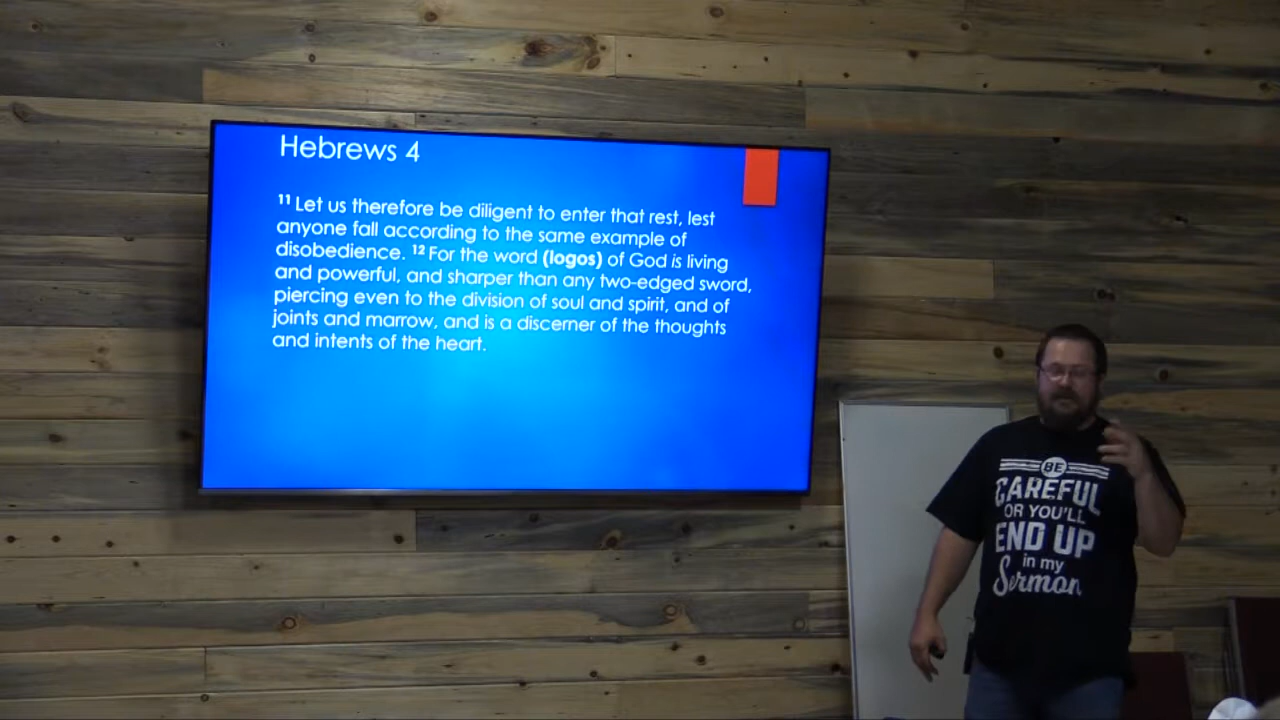 Hebrews 4
11 Let us therefore be diligent to enter that rest, lest
anyone fall according to the same example of
disobedience. 12 For the word (logos) of God is living
and powerful, and sharper than any two-edged sword,
piercing even to the division of soul and spirit, and of
joints and marrow, and is a discerner of the thoughts
and intents of the heart.
BE
CAREFUL
OR YOU'LL
END UP
in my
Sermon